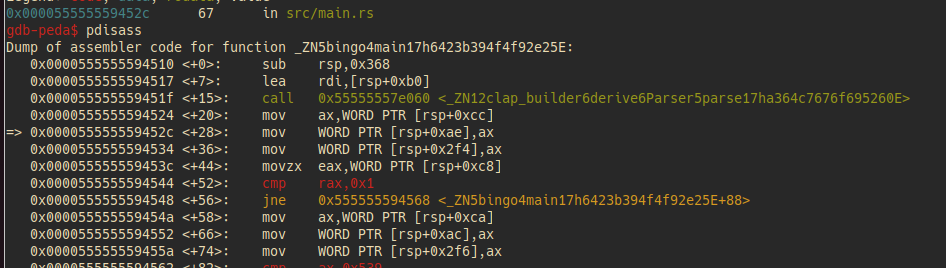 0x000055555559452c      67      in src/main.rs
gdb-peda$ pdisass
Dump of assembler code for function _ZN5bingo4main17h6423b394f4f92e25E:
   0x0000555555594510 <+0>:     sub    rsp,0x368
   0x0000555555594517 <+7>:     lea    rdi,[rsp+0xb0]
   0x000055555559451f <+15>:    call   0x55555557e060 <_ZN12clap_builder6derive6Parser5parse17ha364c7676f695260E>
   0x0000555555594524 <+20>:    mov    ax,WORD PTR [rsp+0xcc]
=> 0x000055555559452c <+28>:    mov    WORD PTR [rsp+0xae],ax
   0x0000555555594534 <+36>:    mov    WORD PTR [rsp+0x2f4],ax
   0x000055555559453c <+44>:    movzx  eax,WORD PTR [rsp+0xc8]
   0x0000555555594544 <+52>:    cmp    rax,0x1
   0x0000555555594548 <+56>:    jne    0x555555594568 <_ZN5bingo4main17h6423b394f4f92e25E+88>
   0x000055555559454a <+58>:    mov    ax,WORD PTR [rsp+0xca]
   0x0000555555594552 <+66>:    mov    WORD PTR [rsp+0xac],ax
   0x000055555559455a <+74>:    mov    WORD PTR [rsp+0x2f6],ax
   0x0000555555594562 <+82>:    cmp    ax,0x539